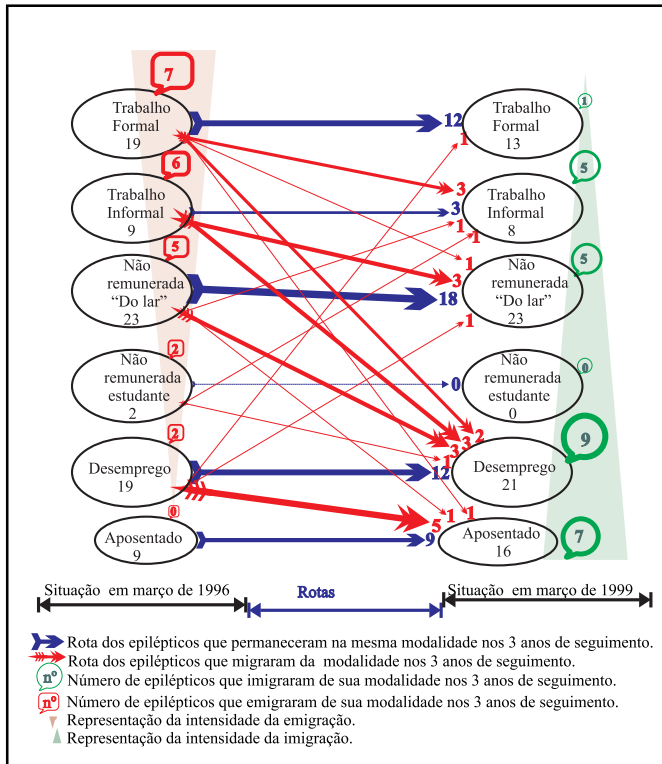 7
Trabalho
Formal
19
12
1
Trabalho
Formal
13
1
6
Trabalho
Informal
9
3
3
1
1
Trabalho
Informal
8
5
5
Não
remunerada
“Do lar”
23
1
3
18
Não
remunerada
“Do lar”
23
5
2
Não
remunerada
estudante
2
1
0
Não
remunerada
estudante
0
0
2
Desemprego
19
2
3
3
1
12
Desemprego
21
9
0
Aposentado
9
1
1
5
9
Aposentado
16
7
Situação em março de 1996
Rotas
Situação em março de 1999
Rota dos epilépticos que permaneceram na mesma modalidade nos 3 anos de seguimento.
Rota dos epilépticos que migraram da modalidade nos 3 anos de seguimento.
nº Número de epilépticos que imigraram de sua modalidade nos 3 anos de seguimento.
nº Número de epilépticos que emigraram de sua modalidade nos 3 anos de seguimento.
Representação da intensidade da emigração.
Representação da intensidade da imigração.